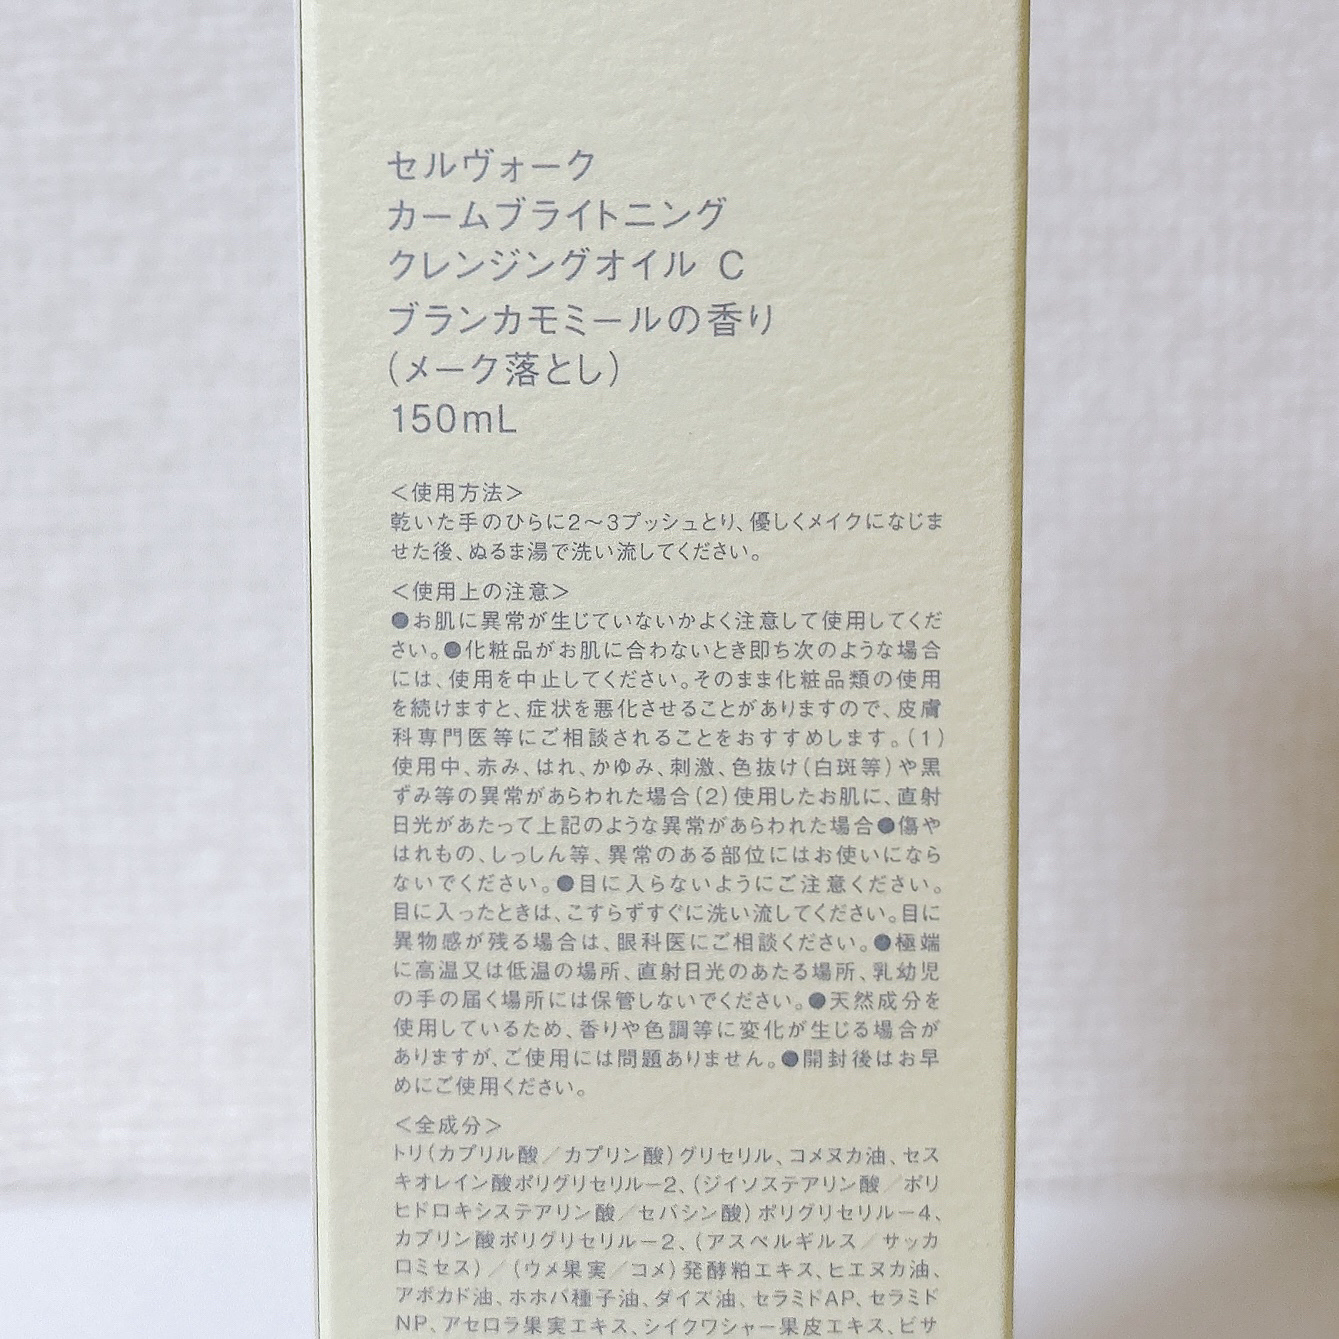 セルヴォーク
カームブライトニング
クレンジングオイル C
ブランカモミールの香り
(メーク落とし)
150mL
<使用方法>
乾いた手のひらに2〜3プッシュとり、優しくメイクになじま
せた後、ぬるま湯で洗い流してください。
<使用上の注意>
●お肌に異常が生じていないかよく注意して使用してくだ
さい。●化粧品がお肌に合わないとき即ち次のような場合
には、使用を中止してください。そのまま化粧品類の使用
を続けますと、症状を悪化させることがありますので、皮膚
科専門医等にご相談されることをおすすめします。(1)
使用中、赤み、はれ、かゆみ、刺激、色抜け(白斑等)や黒
ずみ等の異常があらわれた場合(2)使用したお肌に、直射
日光があたって上記のような異常があらわれた場合●傷や
はれもの、しっしん等、異常のある部位にはお使いになら
ないでください。●目に入らないようにご注意ください。
目に入ったときは、こすらずすぐに洗い流してください。目に
異物感が残る場合は、眼科医にご相談ください。●極端
に高温又は低温の場所、直射日光のあたる場所、乳幼児
の手の届く場所には保管しないでください。●天然成分を
使用しているため、香りや色調等に変化が生じる場合が
ありますが、ご使用には問題ありません。●開封後はお早
めにご使用ください。
<全成分>
トリ(カプリル酸/カプリン酸)グリセリル、コメヌカ油、セス
キオレイン酸ポリグリセリル-2、(ジイソステアリン酸/ポリ
ヒドロキシステアリン酸/セバシン酸)ポリグリセリル-4、
カプリン酸ポリグリセリル-2、(アスペルギルス/サッカ
ロミセス)/(ウメ果実/コメ)発酵粕エキス、ヒエヌカ油、
アボカド油、ホホバ種子油、ダイズ油、セラミドAP、セラミド
NP、アセロラ果実エキス、シイクワシャー果皮エキス、ビサ